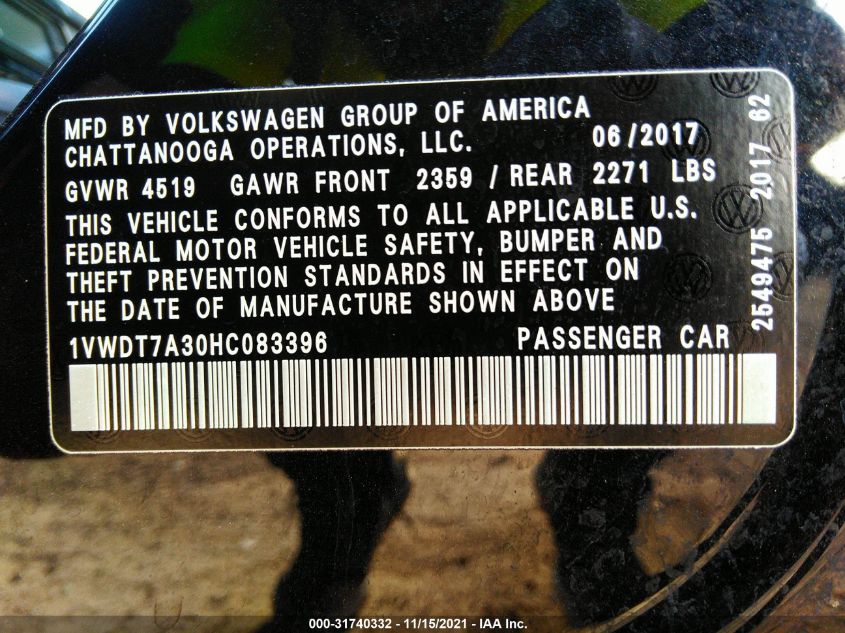 MFD BY VOLKSWAGEN GROUP OF AMERICA
CHATTANOOGA OPERATIONS, LLC. 06/2017
GVWR 4519 GAWR FRONT 2359 / REAR 2271 LBS
THIS VEHICLE CONFORMS TO ALL APPLICABLE U.S.
FEDERAL MOTOR VEHICLE SAFETY, BUMPER AND
THEFT PREVENTION STANDARDS IN EFFECT ON
THE DATE OF MANUFACTURE SHOWN ABOVE
1VWDT7A30HC083396 PASSENGER CAR
2549475 2017 62
000-31740332 - 11/15/2021 - IAA Inc.